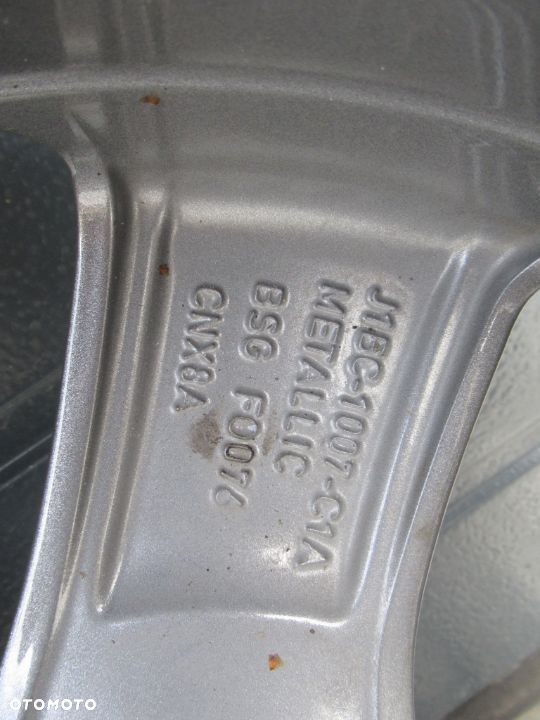 J1BC-1007-C1A
METALLIC
BSG F0076
CNX8A
OTOMOTO